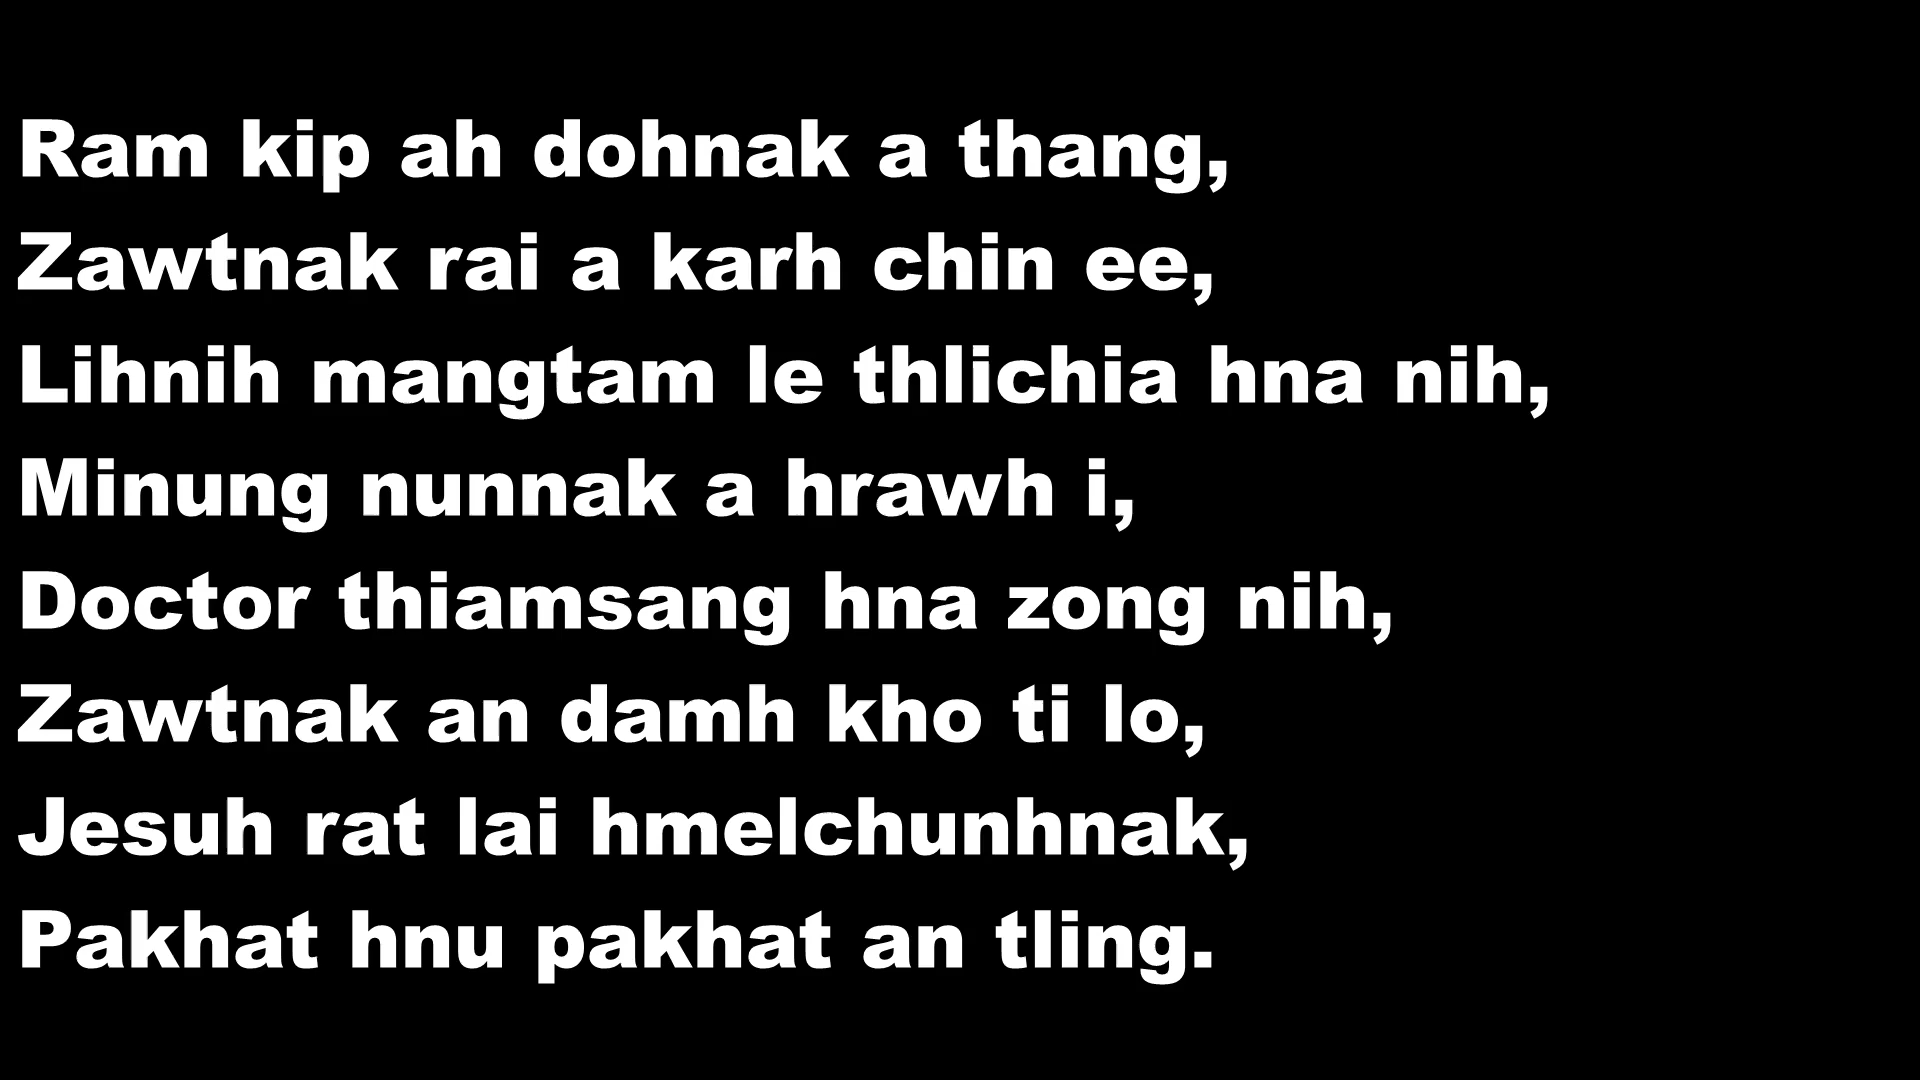 Ram kip ah dohnak a thang,
Zawtnak rai a karh chin ee,
Lihnih mangtam le thlichia hna nih,
Minung nunnak a hrawh i,
Doctor thiamsang hna zong nih,
Zawtnak an damh kho ti lo,
Jesuh rat lai hmelchunhnak,
Pakhat hnu pakhat an tling.